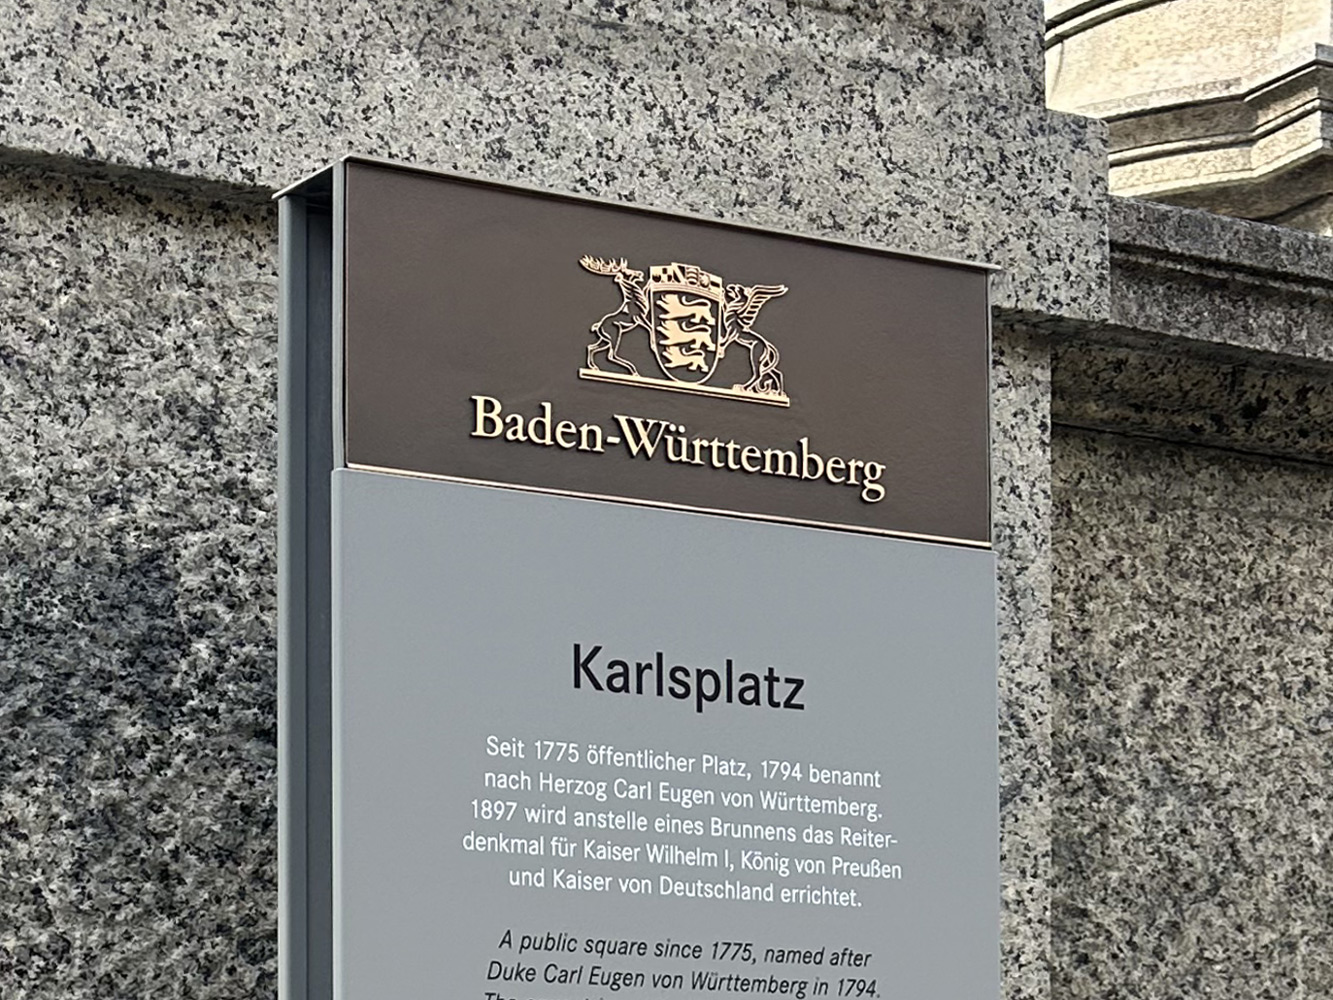 Baden-Württemberg
Karlsplatz
Seit 1775 öffentlicher Platz, 1794 benannt
nach Herzog Carl Eugen von Württemberg.
1897 wird anstelle eines Brunnens das Reiter-
denkmal für Kaiser Wilhelm I, König von Preußen
und Kaiser von Deutschland errichtet.
A public square since 1775, named after
Duke Carl Eugen von Württemberg in 1794.